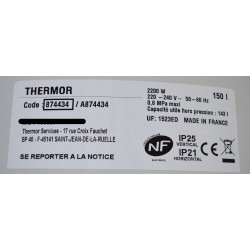 THERMOR
Code : 874434 / A874434
Thermor Services - 17 rue Croix Fauchet
BP 46 - F-45141 SAINT-JEAN-DE-LA-RUELLE
SE REPORTER A LA NOTICE
2200 W
220 - 240 V~ 50 - 60 Hz
150 l
0,6 MPa maxi
Capacité utile hors pression : 143 l
UF: 1523ED MADE IN FRANCE
NF
IP25
VERTICAL
IP21
HORIZONTAL